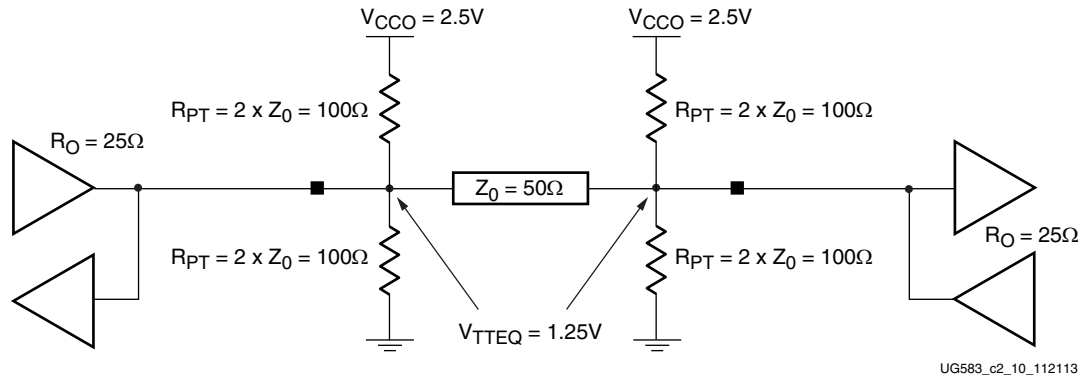 V_CCO = 2.5V
V_CCO = 2.5V
R_PT = 2 x Z_0 = 100Ω
R_PT = 2 x Z_0 = 100Ω
R_O = 25Ω
Z_0 = 50Ω
R_O = 25Ω
R_PT = 2 x Z_0 = 100Ω
R_PT = 2 x Z_0 = 100Ω
V_TTEQ = 1.25V
UG583_c2_10_112113